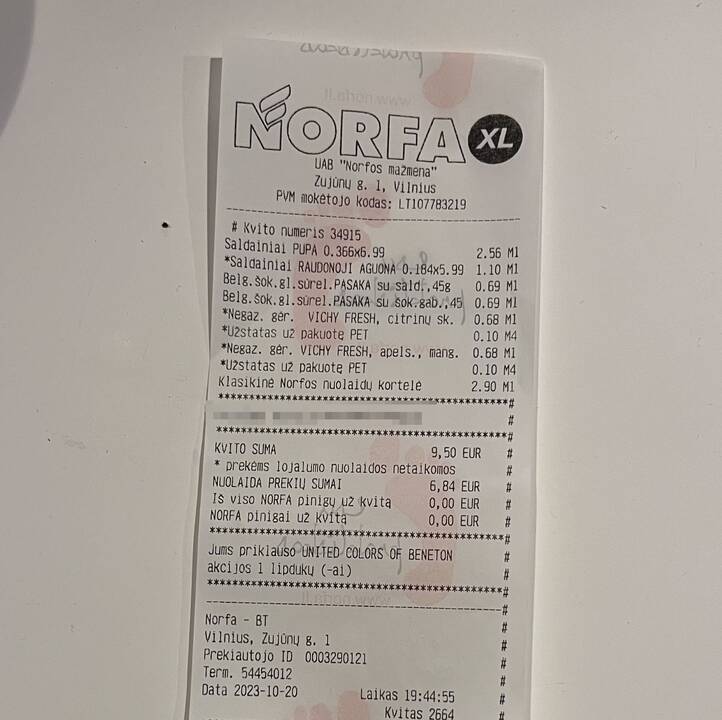 NORFA XL
UAB "Norfos mažmena"
Zujūnų g. 1, Vilnius
PVM mokėtojo kodas: LT107783219
# Kvito numeris 34915
Saldainiai PUPA 0.366x6.99 2.56 M1
*Saldainiai RAUDONOJI AGUONA 0.184x5.99 1.10 M1
Belg.šok.gl.sūrel.PASAKA su sald.,45g 0.69 M1
Belg.šok.gl.sūrel.PASAKA su šok.gab.,45 0.69 M1
*Negaz. gėr. VICHY FRESH, citrinų sk. 0.68 M1
*Užstatas už pakuotę PET 0.10 M4
*Negaz. gėr. VICHY FRESH, apels., mang. 0.68 M1
*Užstatas už pakuotę PET 0.10 M4
Klasikinė Norfos nuolaidų kortelė 2.90 M1
****************************************#
#
****************************************#
KVITO SUMA 9,50 EUR #
* prekėms lojalumo nuolaidos netaikomos #
NUOLAIDA PREKIŲ SUMAI 6,84 EUR #
Iš viso NORFA pinigų už kvitą 0,00 EUR #
NORFA pinigai už kvitą 0,00 EUR #
****************************************#
Jums priklauso UNITED COLORS OF BENETON #
akcijos 1 lipdukų (-ai) #
****************************************#
----------------------------------------#
Norfa - BT #
Vilnius, Zujūnų g. 1 #
Prekiautojo ID 0003290121 #
Term. 54454012 #
Data 2023-10-20 Laikas 19:44:55 #
Kvitas 2664 #